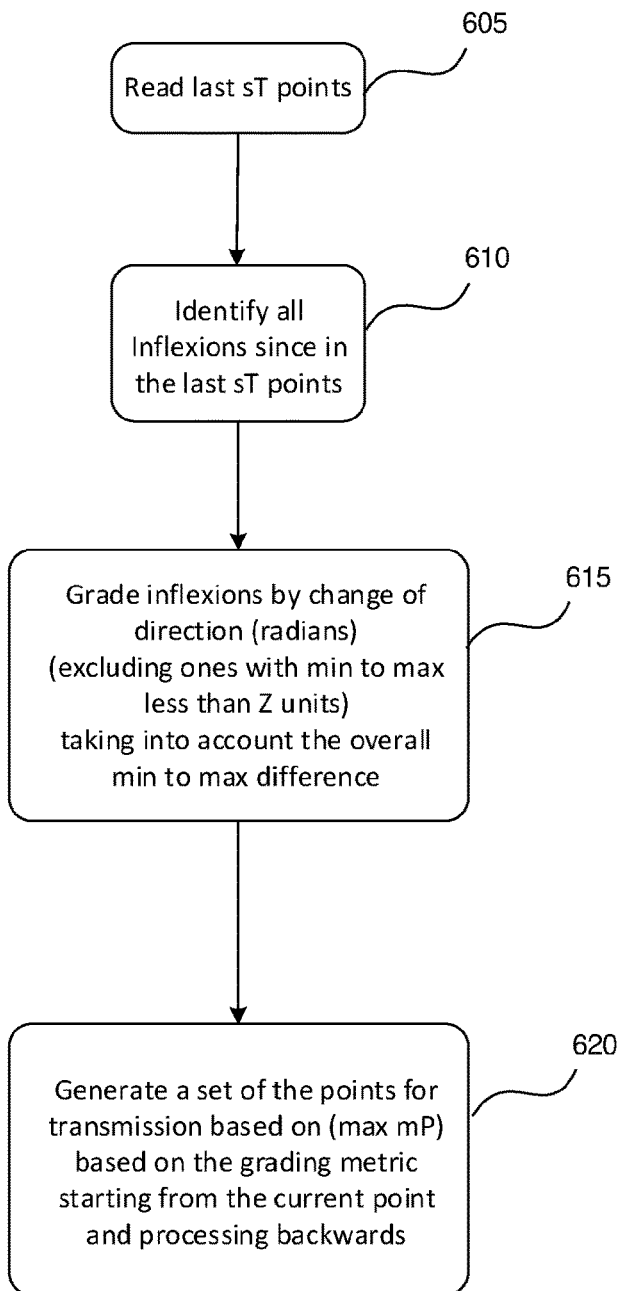 605
Read last sT points
610
Identify all
Inflexions since in
the last sT points
615
Grade inflexions by change of
direction (radians)
(excluding ones with min to max
less than Z units)
taking into account the overall
min to max difference
620
Generate a set of the points for
transmission based on (max mP)
based on the grading metric
starting from the current point
and processing backwards